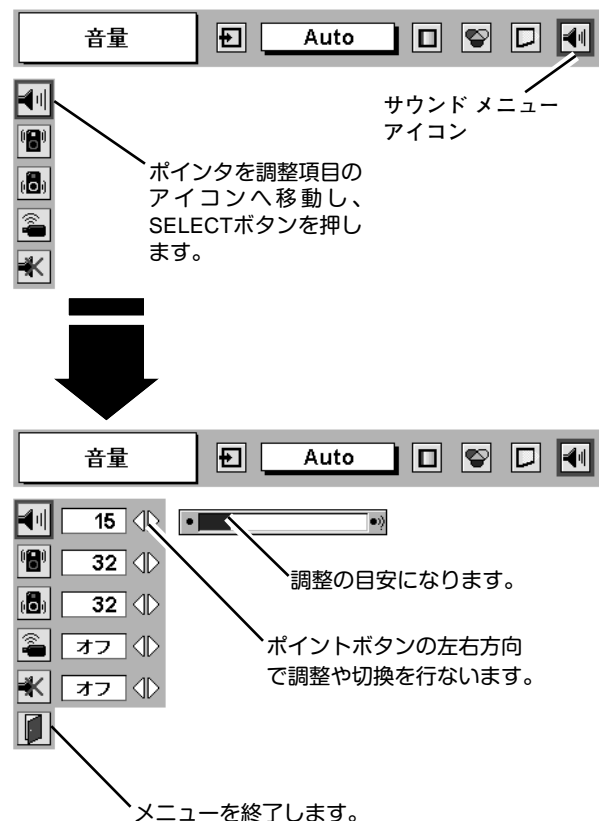 音量 Auto
サウンド メニュー
アイコン
ポインタを調整項目の
アイコンへ移動し、
SELECTボタンを押し
ます。
音量 Auto
15
32
32
オフ
オフ
調整の目安になります。
ポイントボタンの左右方向
で調整や切換を行ないます。
メニューを終了します。